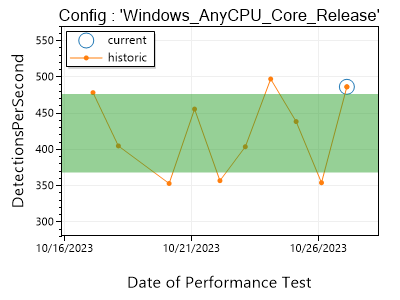 Config : 'Windows_AnyCPU_Core_Release'
current
historic
DetectionsPerSecond
550
500
450
400
350
300
10/16/2023
10/21/2023
10/26/2023
Date of Performance Test